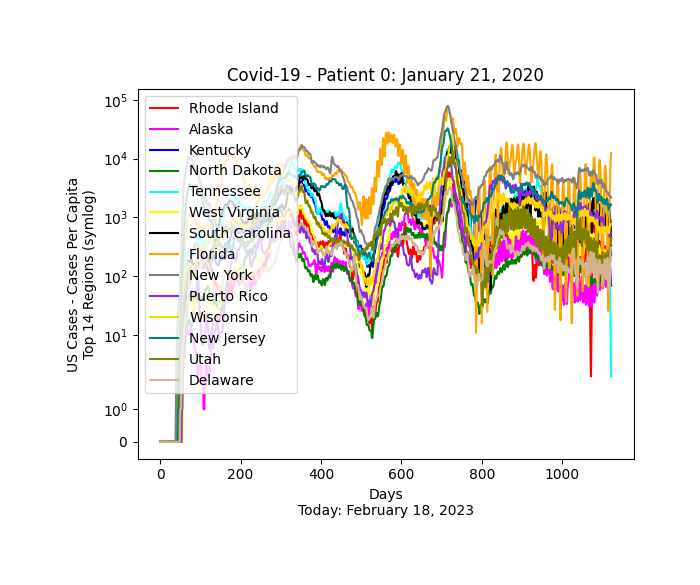 Covid-19 - Patient 0: January 21, 2020
US Cases - Cases Per Capita
Top 14 Regions (symlog)
10^5
10^4
10^3
10^2
10^1
10^0
0
Rhode Island
Alaska
Kentucky
North Dakota
Tennessee
West Virginia
South Carolina
Florida
New York
Puerto Rico
Wisconsin
New Jersey
Utah
Delaware
0 200 400 600 800 1000
Days
Today: February 18, 2023